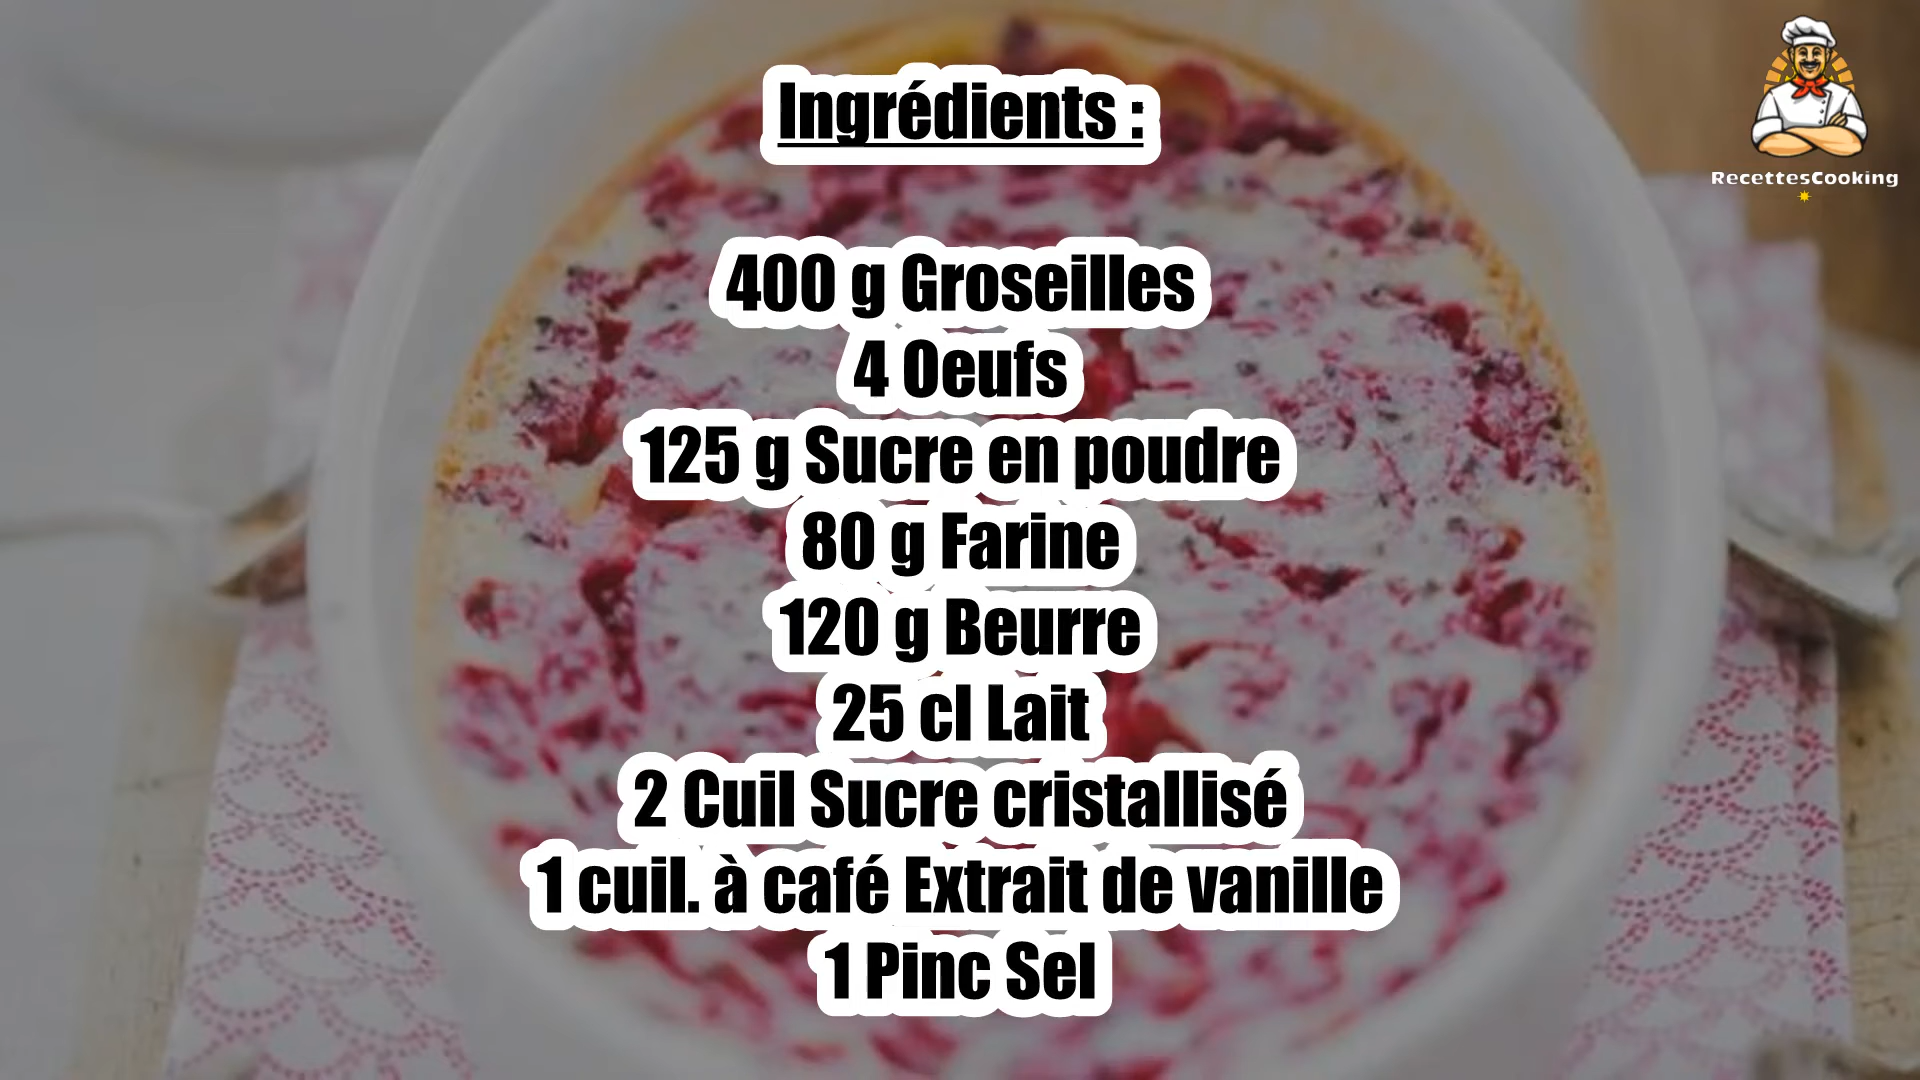 Ingrédients :
RecettesCooking
400 g Groseilles
4 Oeufs
125 g Sucre en poudre
80 g Farine
120 g Beurre
25 cl Lait
2 Cuil Sucre cristallisé
1 cuil. à café Extrait de vanille
1 Pinc Sel